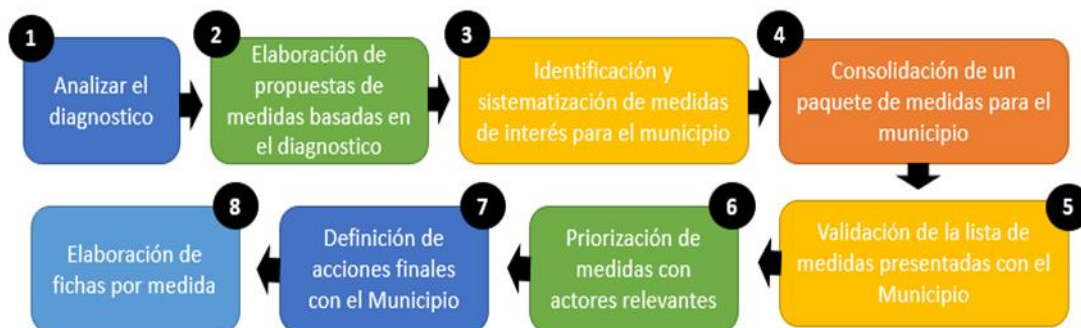 1
Analizar el
diagnostico
2
Elaboración de
propuestas de
medidas basadas en
el diagnostico
3
Identificación y
sistematización de medidas
de interés para el municipio
4
Consolidación de un
paquete de medidas para el
municipio
5
Validación de la lista de
medidas presentadas con el
Municipio
6
Priorización de
medidas con
actores relevantes
7
Definición de
acciones finales
con el Municipio
8
Elaboración de
fichas por medida